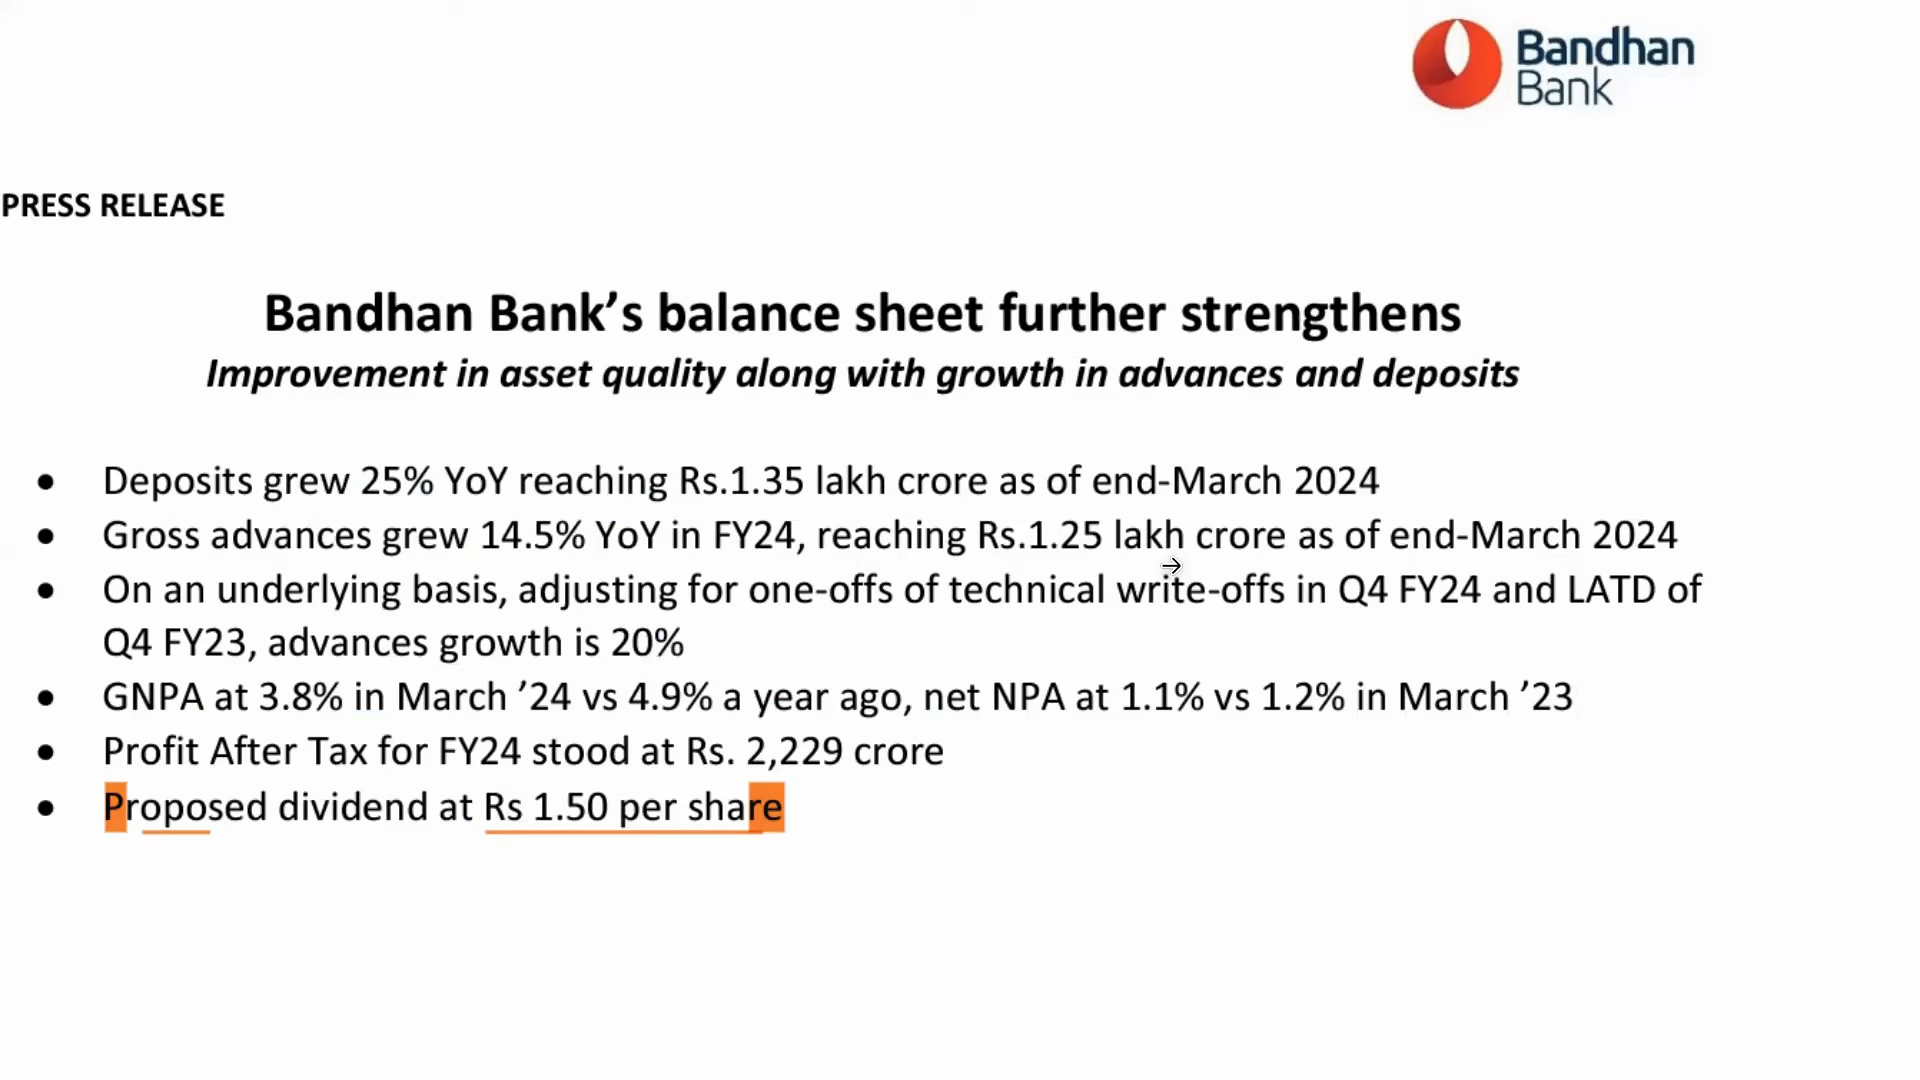 Bandhan
Bank
PRESS RELEASE
Bandhan Bank’s balance sheet further strengthens
Improvement in asset quality along with growth in advances and deposits
• Deposits grew 25% YoY reaching Rs.1.35 lakh crore as of end-March 2024
• Gross advances grew 14.5% YoY in FY24, reaching Rs.1.25 lakh crore as of end-March 2024
• On an underlying basis, adjusting for one-offs of technical write-offs in Q4 FY24 and LATD of
Q4 FY23, advances growth is 20%
• GNPA at 3.8% in March ’24 vs 4.9% a year ago, net NPA at 1.1% vs 1.2% in March ’23
• Profit After Tax for FY24 stood at Rs. 2,229 crore
• Proposed dividend at Rs 1.50 per share